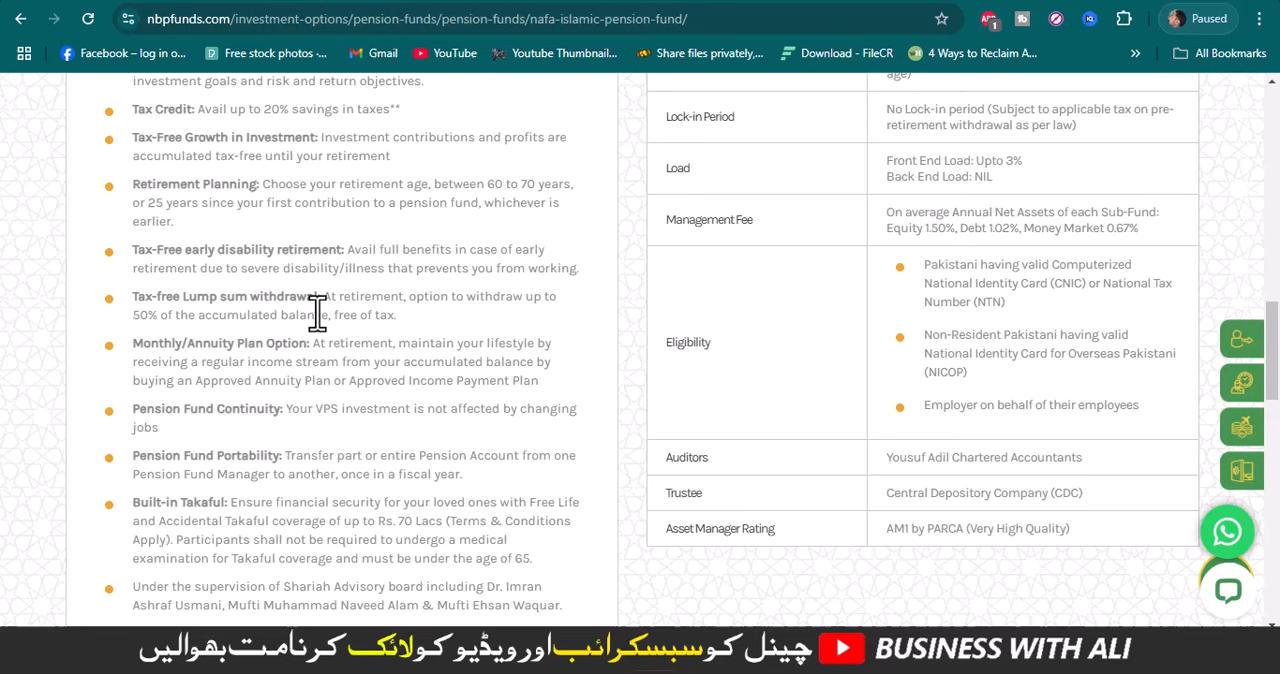 nbpfunds.com/investment-options/pension-funds/pension-funds/nafa-islamic-pension-fund/
Paused
Facebook – log in o...
Free stock photos -...
Gmail
YouTube
Youtube Thumbnail...
Share files privately,...
Download - FileCR
4 Ways to Reclaim A...
All Bookmarks
investment goals and risk and return objectives.
Tax Credit: Avail up to 20% savings in taxes**
Tax-Free Growth in Investment: Investment contributions and profits are
accumulated tax-free until your retirement
Retirement Planning: Choose your retirement age, between 60 to 70 years,
or 25 years since your first contribution to a pension fund, whichever is
earlier.
Tax-Free early disability retirement: Avail full benefits in case of early
retirement due to severe disability/illness that prevents you from working.
Tax-free Lump sum withdrawal: At retirement, option to withdraw up to
50% of the accumulated balance, free of tax.
Monthly/Annuity Plan Option: At retirement, maintain your lifestyle by
receiving a regular income stream from your accumulated balance by
buying an Approved Annuity Plan or Approved Income Payment Plan
Pension Fund Continuity: Your VPS investment is not affected by changing
jobs
Pension Fund Portability: Transfer part or entire Pension Account from one
Pension Fund Manager to another, once in a fiscal year.
Built-in Takaful: Ensure financial security for your loved ones with Free Life
and Accidental Takaful coverage of up to Rs. 70 Lacs (Terms & Conditions
Apply). Participants shall not be required to undergo a medical
examination for Takaful coverage and must be under the age of 65.
Under the supervision of Shariah Advisory board including Dr. Imran
Ashraf Usmani, Mufti Muhammad Naveed Alam & Mufti Ehsan Waquar.
age)
Lock-in Period
No Lock-in period (Subject to applicable tax on pre-
retirement withdrawal as per law)
Load
Front End Load: Upto 3%
Back End Load: NIL
Management Fee
On average Annual Net Assets of each Sub-Fund:
Equity 1.50%, Debt 1.02%, Money Market 0.67%
Eligibility
Pakistani having valid Computerized
National Identity Card (CNIC) or National Tax
Number (NTN)
Non-Resident Pakistani having valid
National Identity Card for Overseas Pakistani
(NICOP)
Employer on behalf of their employees
Auditors
Yousuf Adil Chartered Accountants
Trustee
Central Depository Company (CDC)
Asset Manager Rating
AM1 by PARCA (Very High Quality)
چینل کو سبسکرائب اور ویڈیو کو لائک کرنا مت بھوالیں
BUSINESS WITH ALI